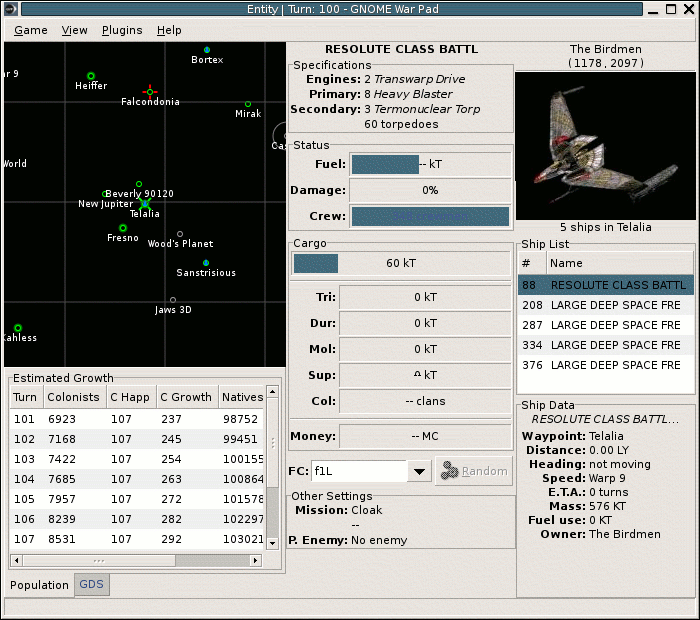 Entity | Turn: 100 - GNOME War Pad
Game View Plugins Help
Bortex
ar 9
Heiffer
Falcondonia
Mirak
Cas
World
Beverly 90120
New Jupiter
Telalia
Fresno
Wood's Planet
Sanstrisious
Jaws 3D
Kahless
Estimated Growth
Turn Colonists C Happ C Growth Natives
101 6923 107 237 98752
102 7168 107 245 99451
103 7422 107 254 100155
104 7685 107 263 100864
105 7957 107 272 101578
106 8239 107 282 102297
107 8531 107 292 103021
Population GDS
RESOLUTE CLASS BATTL
Specifications
Engines: 2 Transwarp Drive
Primary: 8 Heavy Blaster
Secondary: 3 Termonuclear Torp
60 torpedoes
Status
Fuel: -- kT
Damage: 0%
Crew:
Cargo
60 kT
Tri: 0 kT
Dur: 0 kT
Mol: 0 kT
Sup: kT
Col: -- clans
Money: -- MC
FC: f1L Random
Other Settings
Mission: Cloak
--
P. Enemy: No enemy
The Birdmen
(1178, 2097)
5 ships in Telalia
Ship List
# Name
88 RESOLUTE CLASS BATTL
208 LARGE DEEP SPACE FRE
287 LARGE DEEP SPACE FRE
334 LARGE DEEP SPACE FRE
376 LARGE DEEP SPACE FRE
Ship Data
RESOLUTE CLASS BATTL...
Waypoint: Telalia
Distance: 0.00 LY
Heading: not moving
Speed: Warp 9
E.T.A.: 0 turns
Mass: 576 KT
Fuel use: 0 KT
Owner: The Birdmen